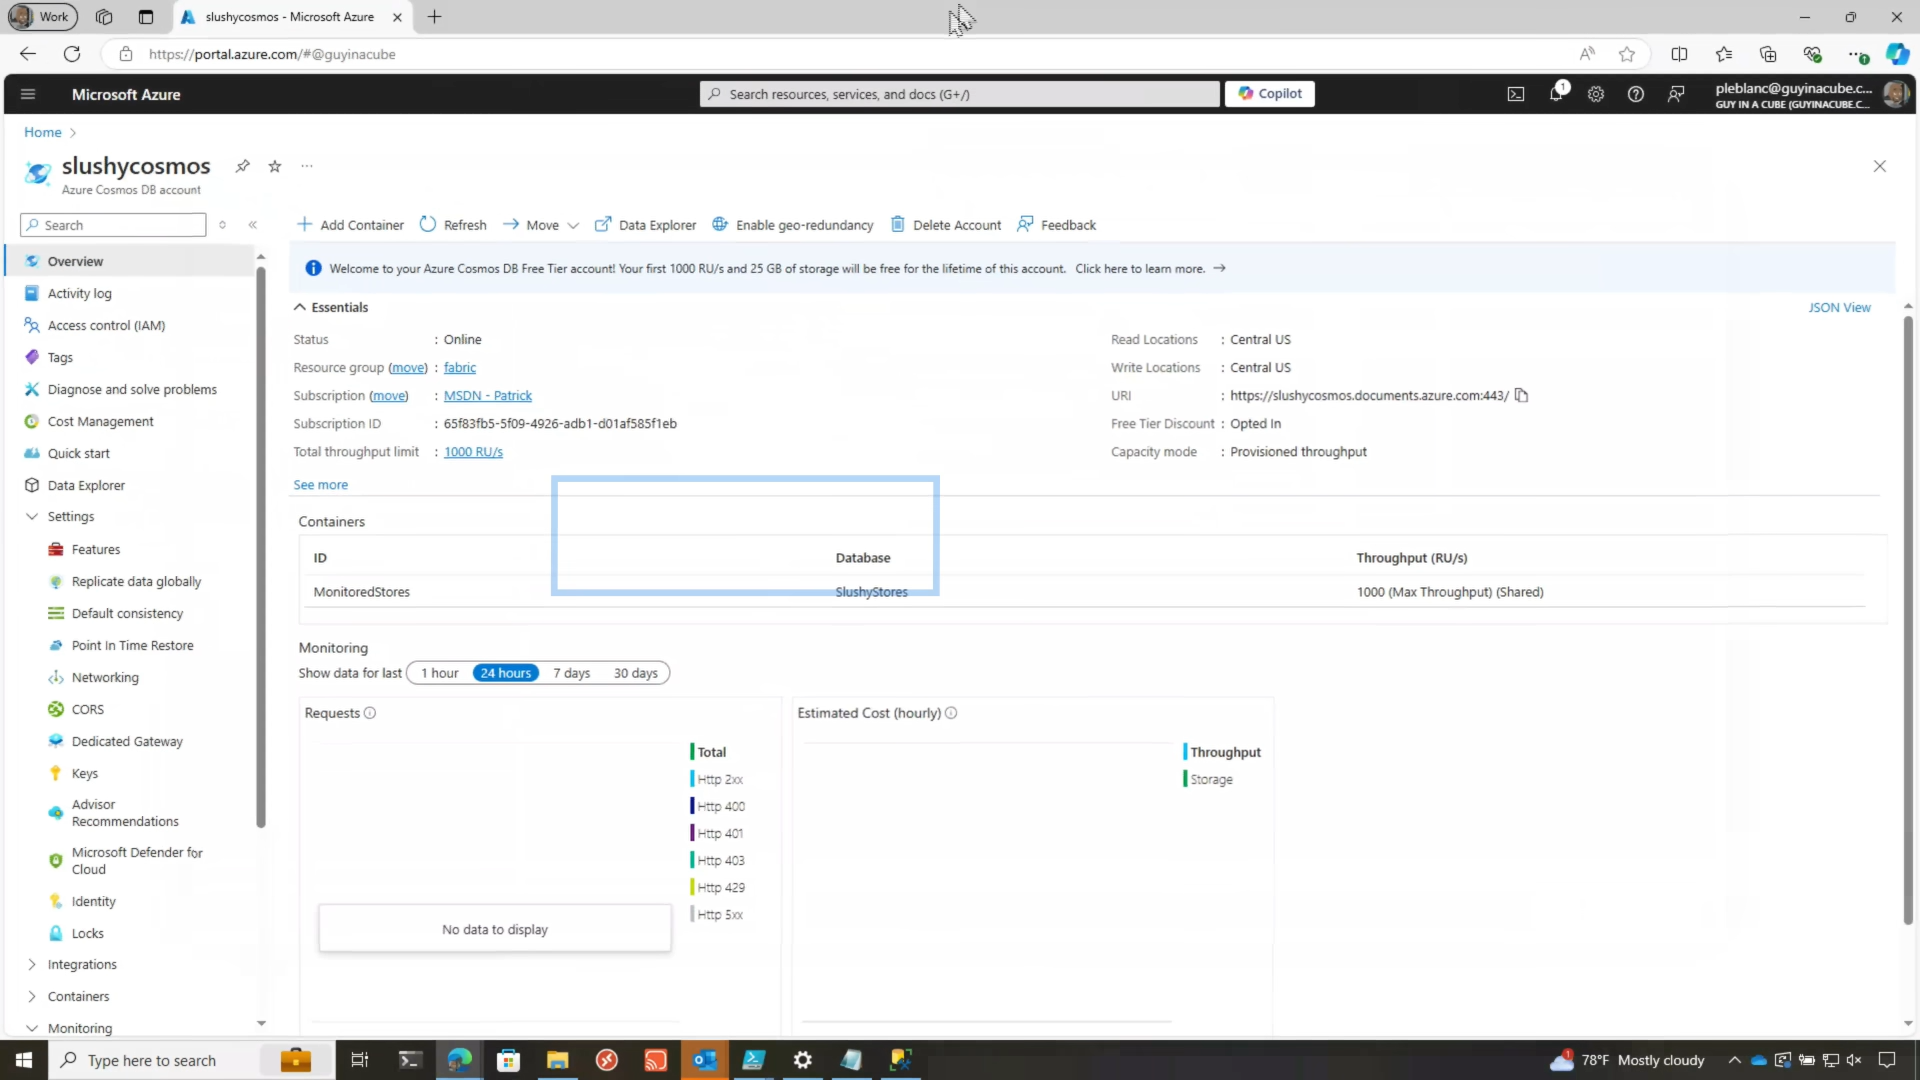 Work
slushycosmos - Microsoft Azure
https://portal.azure.com/#@guyinacube
Microsoft Azure
Search resources, services, and docs (G+/)
Copilot
1
pleblanc@guyinacube.c...
GUY IN A CUBE (GUYINACUBE.C...
Home
slushycosmos
Azure Cosmos DB account
Search
Add Container
Refresh
Move
Data Explorer
Enable geo-redundancy
Delete Account
Feedback
Overview
Activity log
Access control (IAM)
Tags
Diagnose and solve problems
Cost Management
Quick start
Data Explorer
Settings
Features
Replicate data globally
Default consistency
Point In Time Restore
Networking
CORS
Dedicated Gateway
Keys
Advisor
Recommendations
Microsoft Defender for
Cloud
Identity
Locks
Integrations
Containers
Monitoring
Welcome to your Azure Cosmos DB Free Tier account! Your first 1000 RU/s and 25 GB of storage will be free for the lifetime of this account. Click here to learn more. →
Essentials
JSON View
Status : Online
Resource group (move) : fabric
Subscription (move) : MSDN - Patrick
Subscription ID : 65f83fb5-5f09-4926-adb1-d01af585f1eb
Total throughput limit : 1000 RU/s
See more
Read Locations : Central US
Write Locations : Central US
URI : https://slushycosmos.documents.azure.com:443/
Free Tier Discount : Opted In
Capacity mode : Provisioned throughput
Containers
ID Database Throughput (RU/s)
MonitoredStores SlushyStores 1000 (Max Throughput) (Shared)
Monitoring
Show data for last 1 hour 24 hours 7 days 30 days
Requests
Total
Http 2xx
Http 400
Http 401
Http 403
Http 429
Http 5xx
No data to display
Estimated Cost (hourly)
Throughput
Storage
Type here to search
1
78°F Mostly cloudy